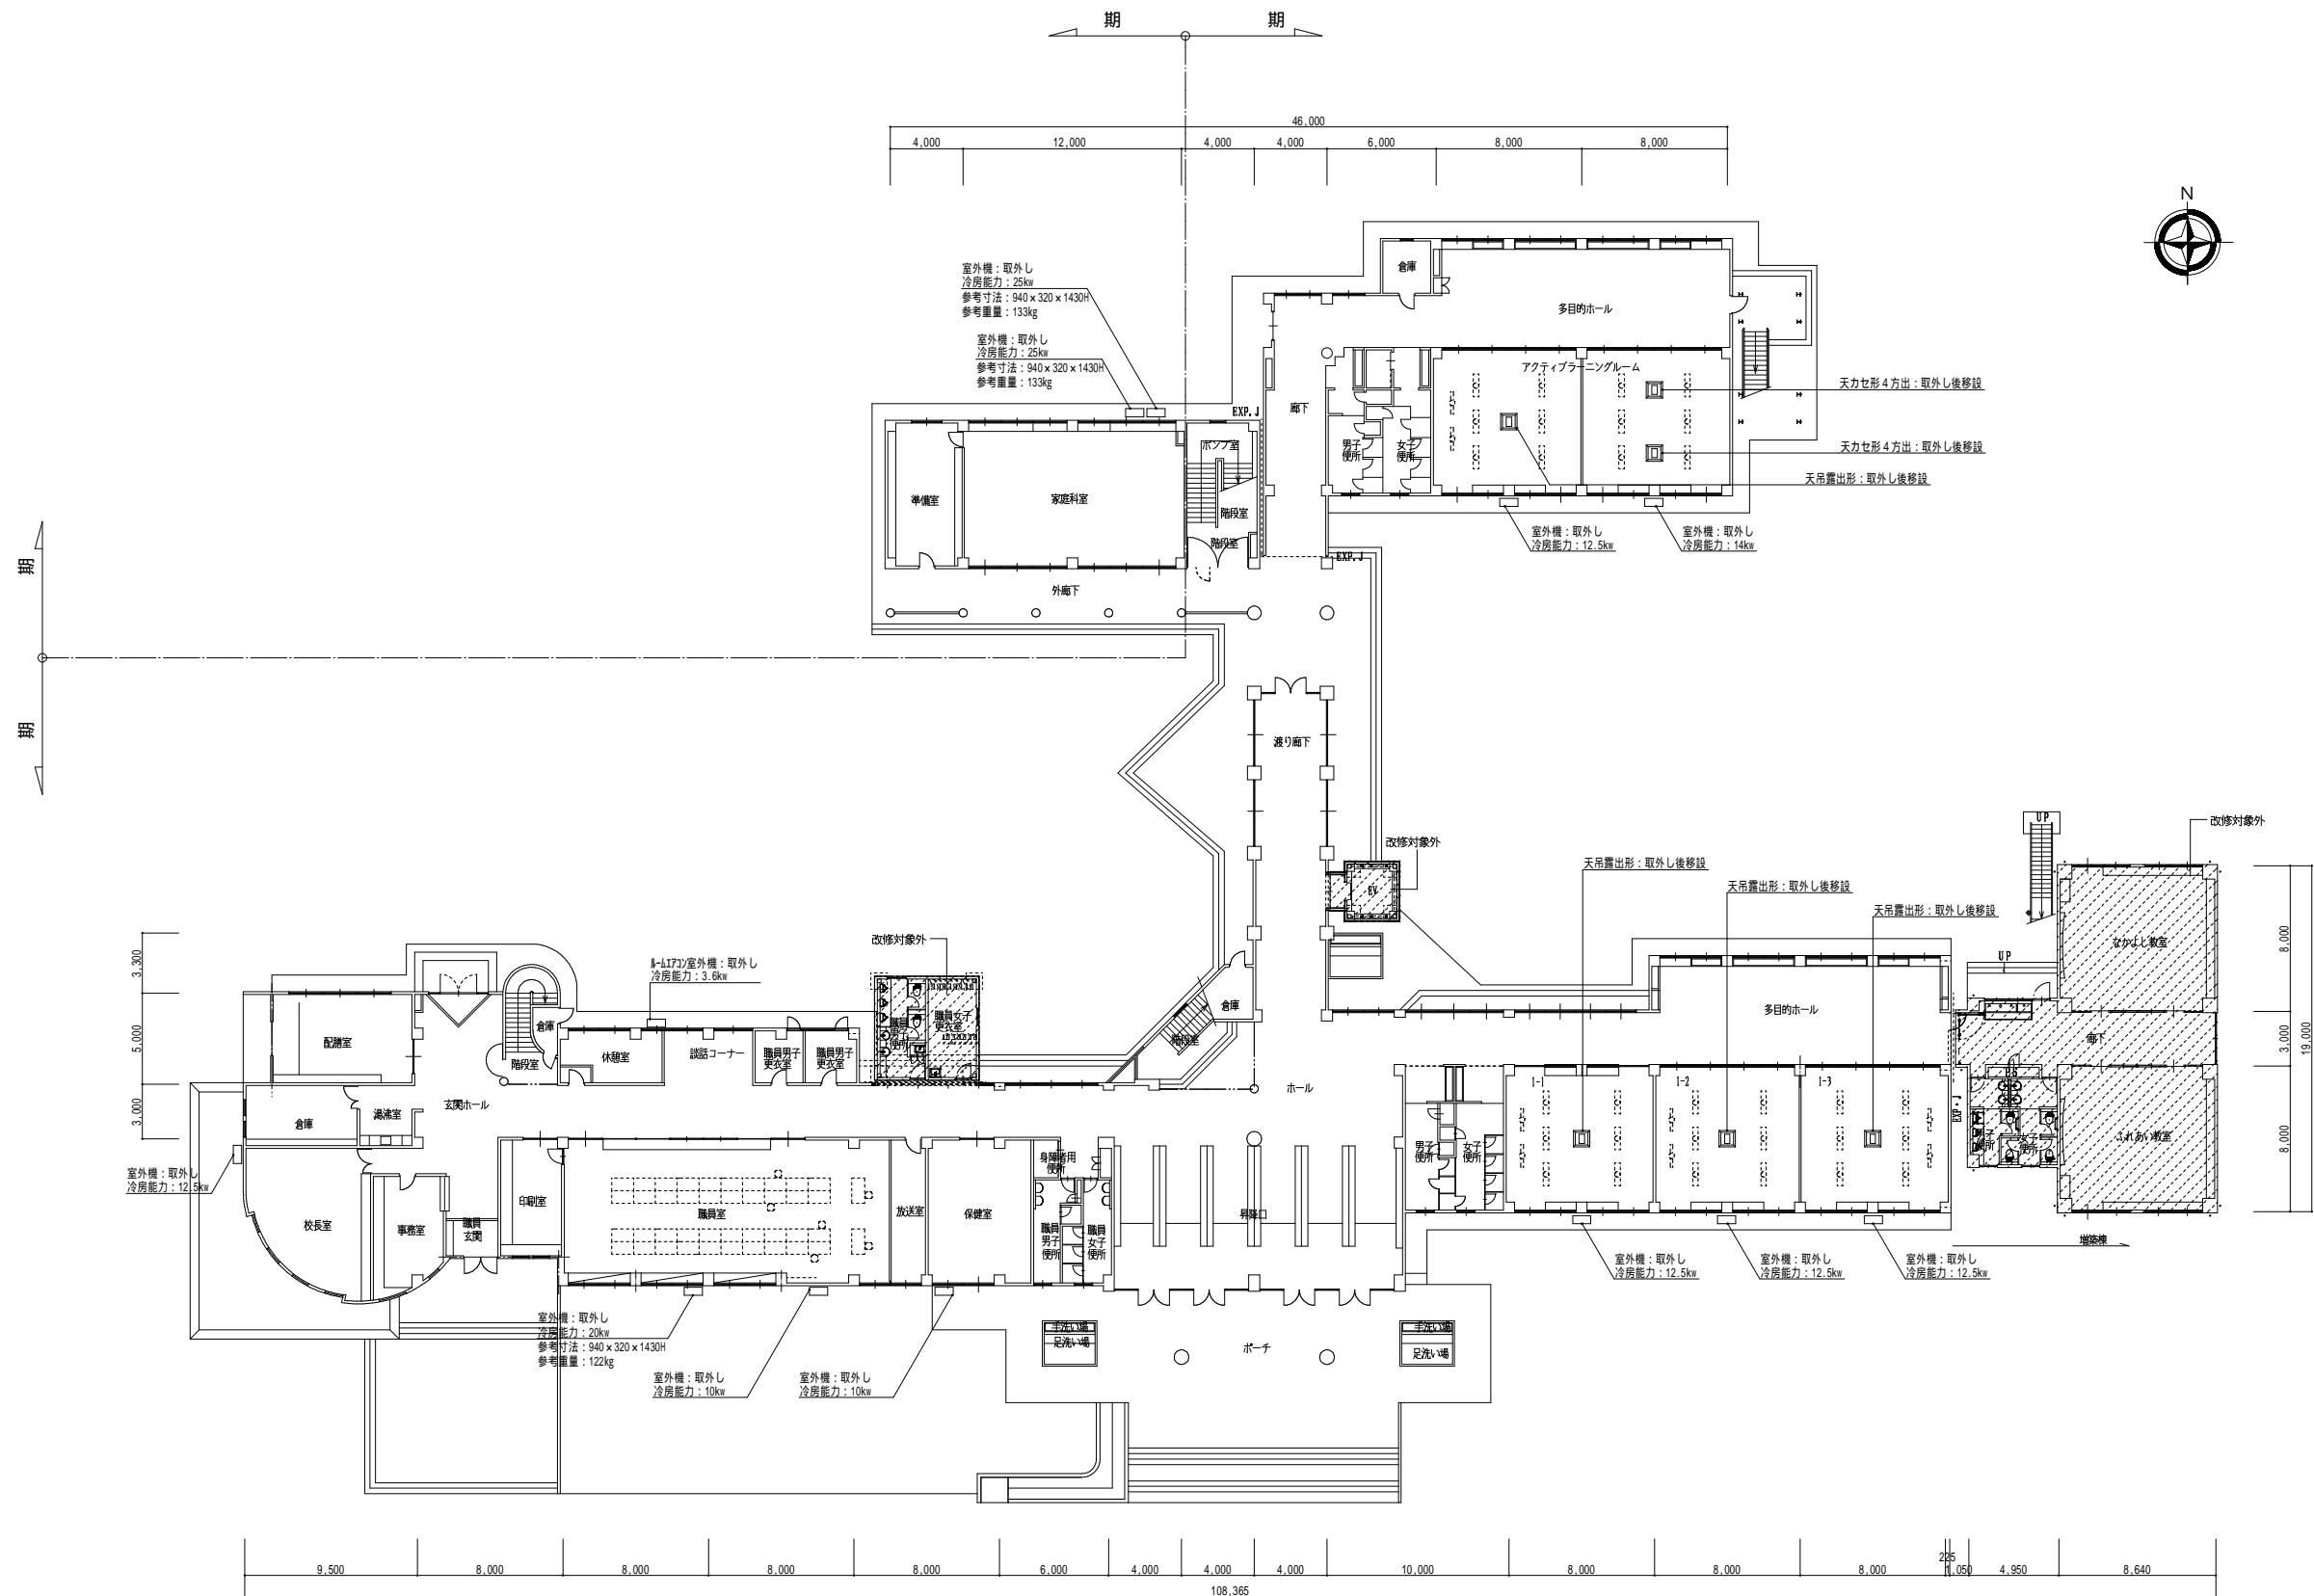 期
期
46,000
4,000
12,000
4,000
4,000
6,000
8,000
8,000
N
室外機：取外し
冷房能力：25kw
参考寸法：940×320×1430H
参考重量：133kg
室外機：取外し
冷房能力：25kw
参考寸法：940×320×1430H
参考重量：133kg
倉庫
多目的ホール
アクティブラーニングルーム
天カセ形４方出：取外し後移設
天カセ形４方出：取外し後移設
天吊露出形：取外し後移設
EXP.J
廊下
男子
便所
女子
便所
ポンプ室
準備室
家庭科室
階段室
階段室
室外機：取外し
冷房能力：12.5kw
室外機：取外し
冷房能力：14kw
EXP.J
外廊下
期
期
渡り廊下
改修対象外
EV
UP
改修対象外
天吊露出形：取外し後移設
天吊露出形：取外し後移設
天吊露出形：取外し後移設
8,000
3,000
8,000
19,000
なかよし教室
UP
廊下
PS
3,300
5,000
3,000
改修対象外
ﾙｰﾑｴｱｺﾝ室外機：取外し
冷房能力：3.6kw
職員
男子
便所
職員女子
更衣室
倉庫
階段室
多目的ホール
配膳室
倉庫
階段室
休憩室
談話コーナー
職員男子
更衣室
職員男子
更衣室
ホール
1-1
1-2
1-3
EXP.J
倉庫
湯沸室
玄関ホール
男子
便所
女子
便所
男子
便所
女子
便所
ふれあい教室
室外機：取外し
冷房能力：12.5kw
校長室
事務室
職員
玄関
印刷室
職員室
放送室
保健室
身障者用
便所
職員
男子
便所
職員
女子
便所
昇降口
増築棟
室外機：取外し
冷房能力：12.5kw
室外機：取外し
冷房能力：12.5kw
室外機：取外し
冷房能力：12.5kw
室外機：取外し
冷房能力：20kw
参考寸法：940×320×1430H
参考重量：122kg
室外機：取外し
冷房能力：10kw
室外機：取外し
冷房能力：10kw
手洗い場
足洗い場
ポーチ
手洗い場
足洗い場
9,500
8,000
8,000
8,000
8,000
6,000
4,000
4,000
4,000
10,000
8,000
8,000
8,000
225
1,050
4,950
8,640
108,365